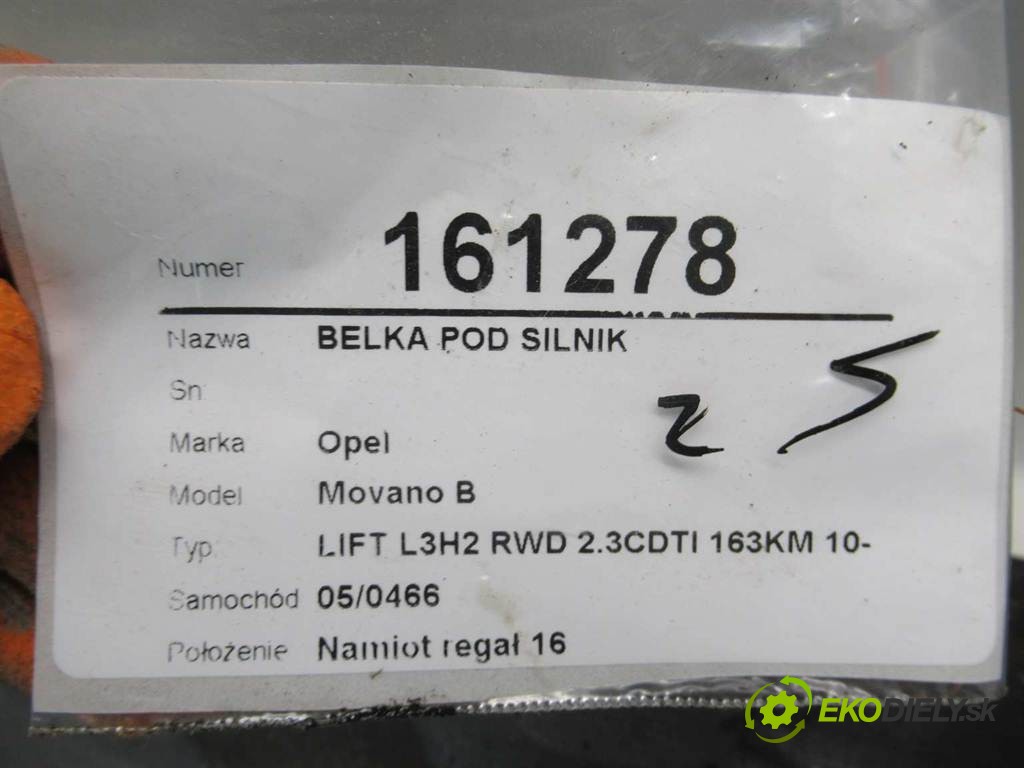 Numer 161278
Nazwa BELKA POD SILNIK
Sn
Marka Opel
Model Movano B
Typ LIFT L3H2 RWD 2.3CDTI 163KM 10-
Samochód 05/0466
Położenie Namiot regał 16
EKODIELY.SK